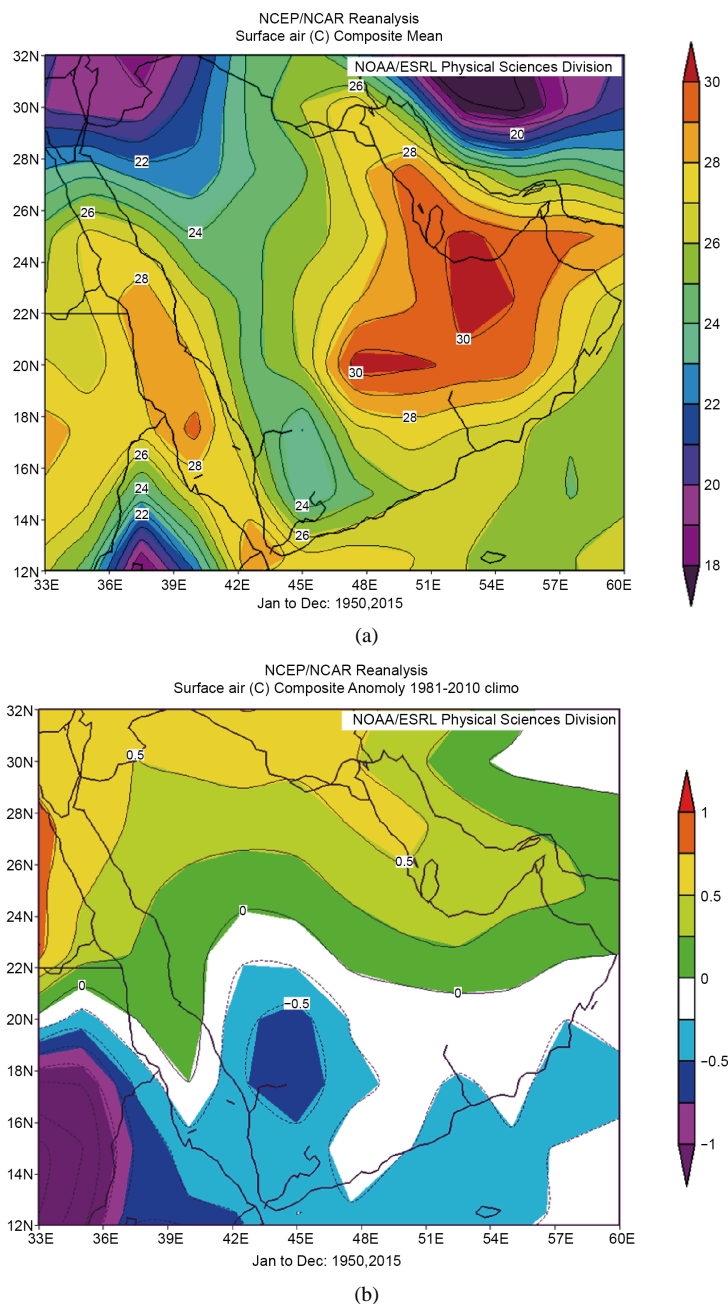 NCEP/NCAR Reanalysis
Surface air (C) Composite Mean
NOAA/ESRL Physical Sciences Division
32N
30N
28N
26N
24N
22N
20N
18N
16N
14N
12N
26
20
28
22
26
24
28
30
30
28
26
28
24
22
24
26
30
28
26
24
22
20
18
33E 36E 39E 42E 45E 48E 51E 54E 57E 60E
Jan to Dec: 1950,2015
(a)
NCEP/NCAR Reanalysis
Surface air (C) Composite Anomoly 1981-2010 climo
NOAA/ESRL Physical Sciences Division
32N
30N
28N
26N
24N
22N
20N
18N
16N
14N
12N
0.5
0.5
0
0
0
−0.5
1
0.5
0
−0.5
−1
33E 36E 39E 42E 45E 48E 51E 54E 57E 60E
Jan to Dec: 1950,2015
(b)